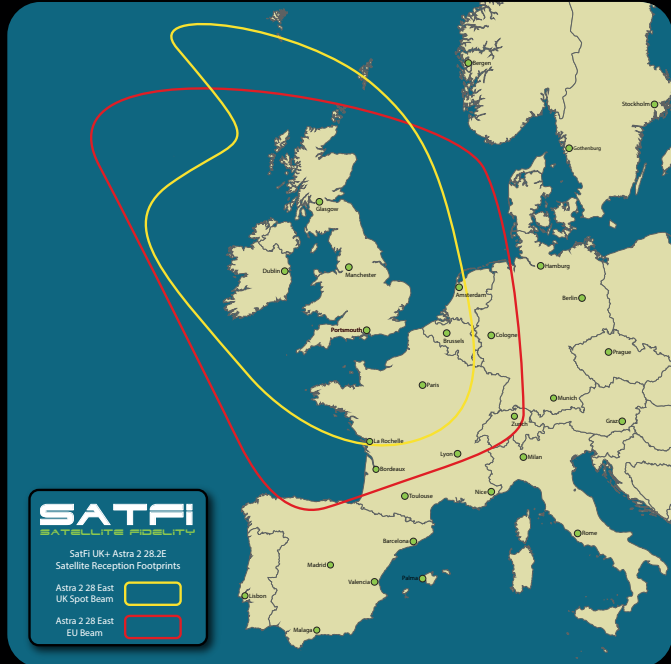 Bergen
Stockholm
Gothenburg
Glasgow
Dublin
Manchester
Hamburg
Amsterdam
Berlin
Portsmouth
Brussels
Cologne
Prague
Paris
Munich
Zurich
Graz
La Rochelle
Lyon
Milan
Bordeaux
Toulouse
Nice
Rome
Barcelona
Madrid
Valencia
Palma
Lisbon
Malaga
SATFi
SATELLITE FIDELITY
SatFi UK+ Astra 2 28.2E
Satellite Reception Footprints
Astra 2 28 East
UK Spot Beam
Astra 2 28 East
EU Beam